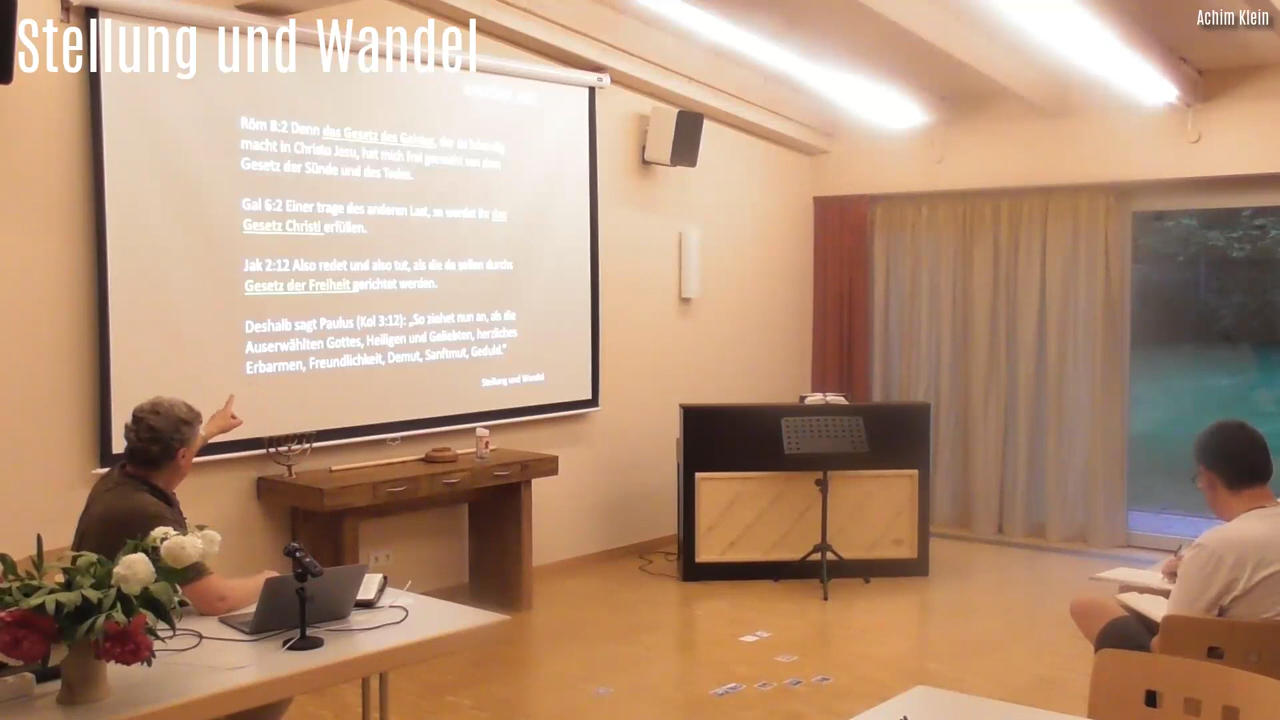 Stellung und Wandel
Achim Klein
Röm 8:2 Denn das Gesetz des Geistes, der da lebendig
macht in Christo Jesu, hat mich frei gemacht von dem
Gesetz der Sünde und des Todes.
Gal 6:2 Einer trage des anderen Last, so werdet ihr das
Gesetz Christi erfüllen.
Jak 2:12 Also redet und also tut, als die da sollen durchs
Gesetz der Freiheit gerichtet werden.
Deshalb sagt Paulus (Kol 3:12): „So ziehet nun an, als die
Auserwählten Gottes, Heiligen und Geliebten, herzliches
Erbarmen, Freundlichkeit, Demut, Sanftmut, Geduld."
Stellung und Wandel